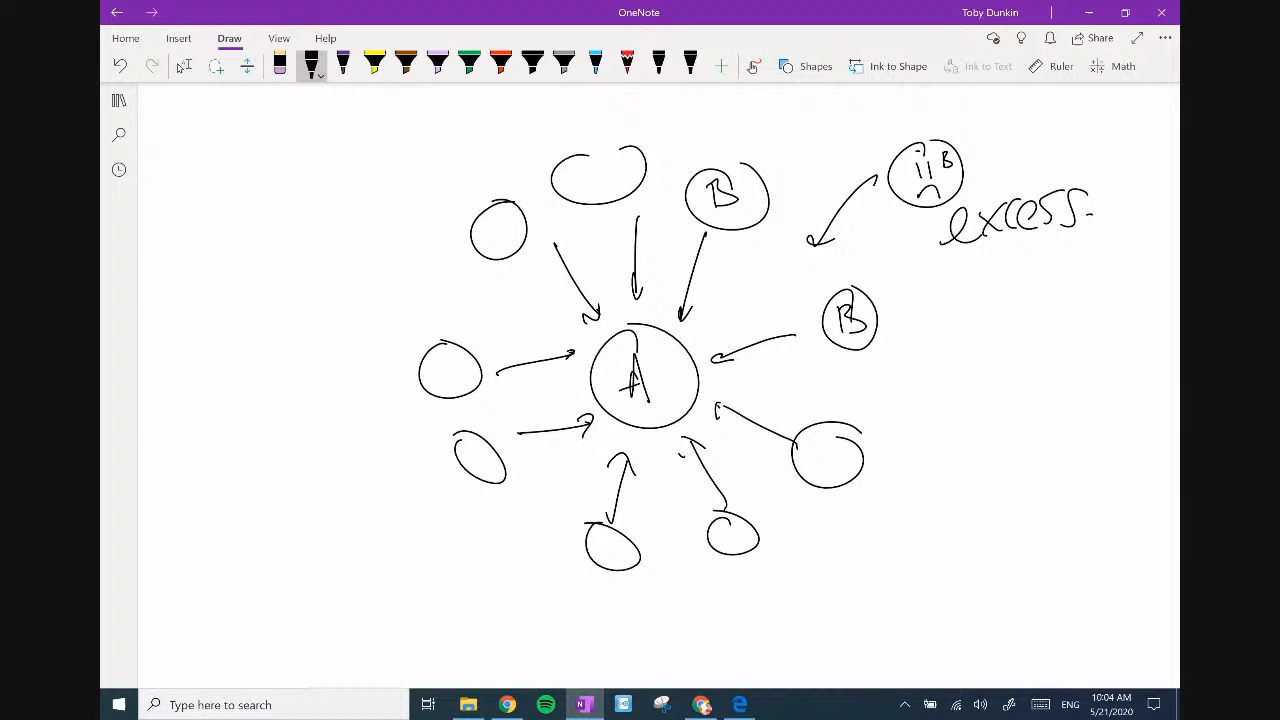 OneNote
Toby Dunkin
Home Insert Draw View Help
Share
Shapes
Ink to Shape
Ink to Text
Ruler
Math
B
B
excess.
B
A
Type here to search
ENG
10:04 AM
5/21/2020